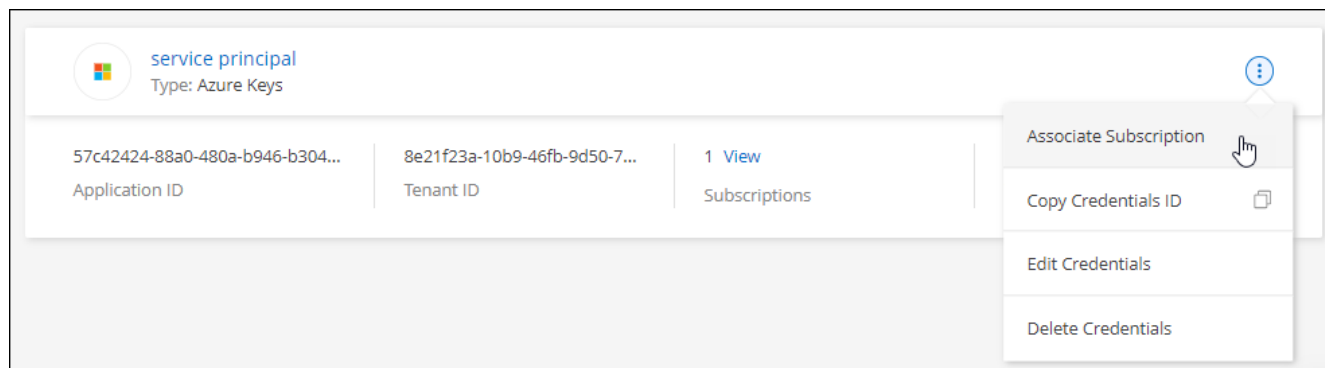 service principal
Type: Azure Keys
57c42424-88a0-480a-b946-b304...
Application ID
8e21f23a-10b9-46fb-9d50-7...
Tenant ID
1 View
Subscriptions
Associate Subscription
Copy Credentials ID
Edit Credentials
Delete Credentials